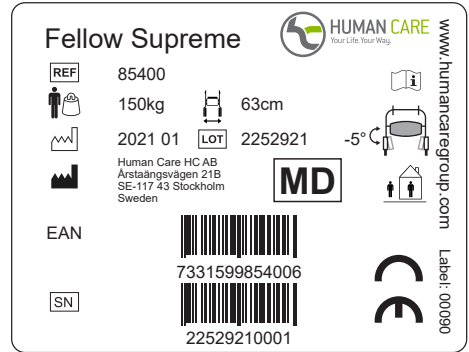 Fellow Supreme
HUMAN CARE
Your Life. Your Way.
REF 85400
150kg 63cm
2021 01 LOT 2252921 -5°
Human Care HC AB
Årstaängsvägen 21B
SE-117 43 Stockholm
Sweden
MD
EAN
7331599854006
SN
22529210001
CE
www.humancaregroup.com
Label: 00090